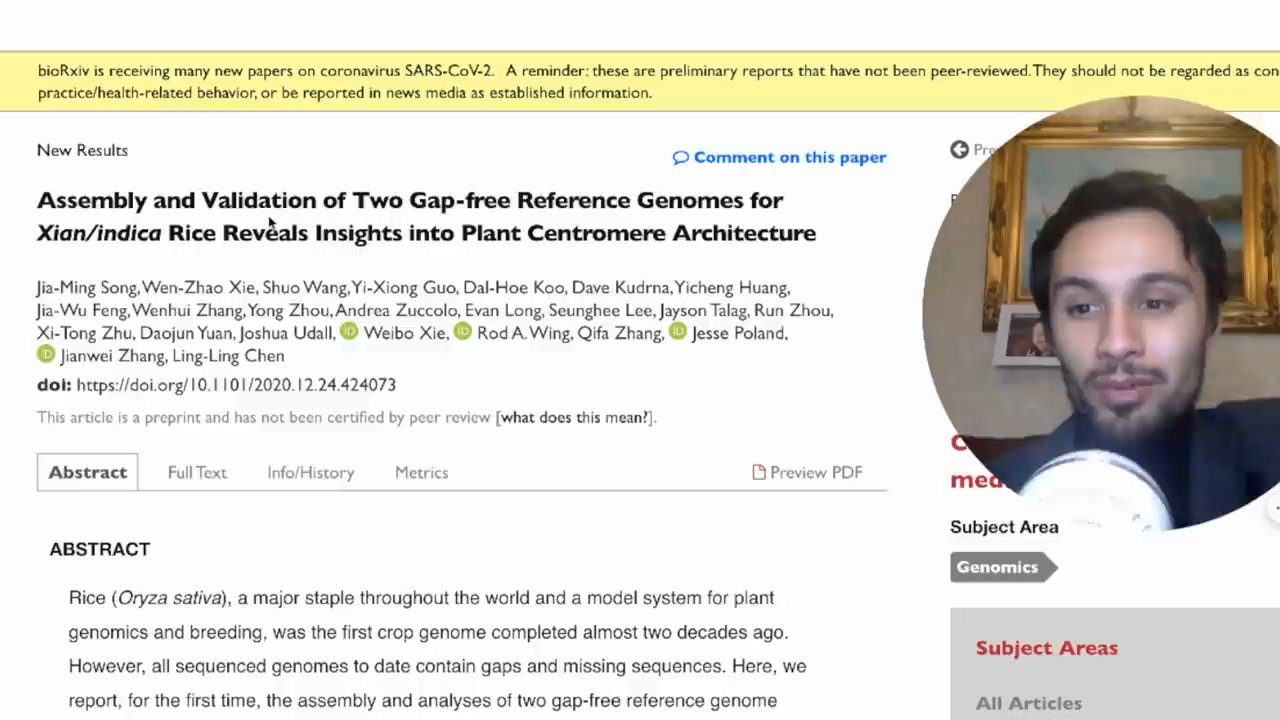 bioRxiv is receiving many new papers on coronavirus SARS-CoV-2. A reminder: these are preliminary reports that have not been peer-reviewed. They should not be regarded as con
practice/health-related behavior, or be reported in news media as established information.
New Results
Comment on this paper
Assembly and Validation of Two Gap-free Reference Genomes for
Xian/indica Rice Reveals Insights into Plant Centromere Architecture
Jia-Ming Song, Wen-Zhao Xie, Shuo Wang, Yi-Xiong Guo, Dal-Hoe Koo, Dave Kudrna, Yicheng Huang,
Jia-Wu Feng, Wenhui Zhang, Yong Zhou, Andrea Zuccolo, Evan Long, Seunghee Lee, Jayson Talag, Run Zhou,
Xi-Tong Zhu, Daojun Yuan, Joshua Udall, iD Weibo Xie, iD Rod A. Wing, Qifa Zhang, iD Jesse Poland,
iD Jianwei Zhang, Ling-Ling Chen
doi: https://doi.org/10.1101/2020.12.24.424073
This article is a preprint and has not been certified by peer review [what does this mean?].
Abstract Full Text Info/History Metrics Preview PDF
ABSTRACT
Rice (Oryza sativa), a major staple throughout the world and a model system for plant
genomics and breeding, was the first crop genome completed almost two decades ago.
However, all sequenced genomes to date contain gaps and missing sequences. Here, we
report, for the first time, the assembly and analyses of two gap-free reference genome
Pre
med
Subject Area
Genomics
Subject Areas
All Articles